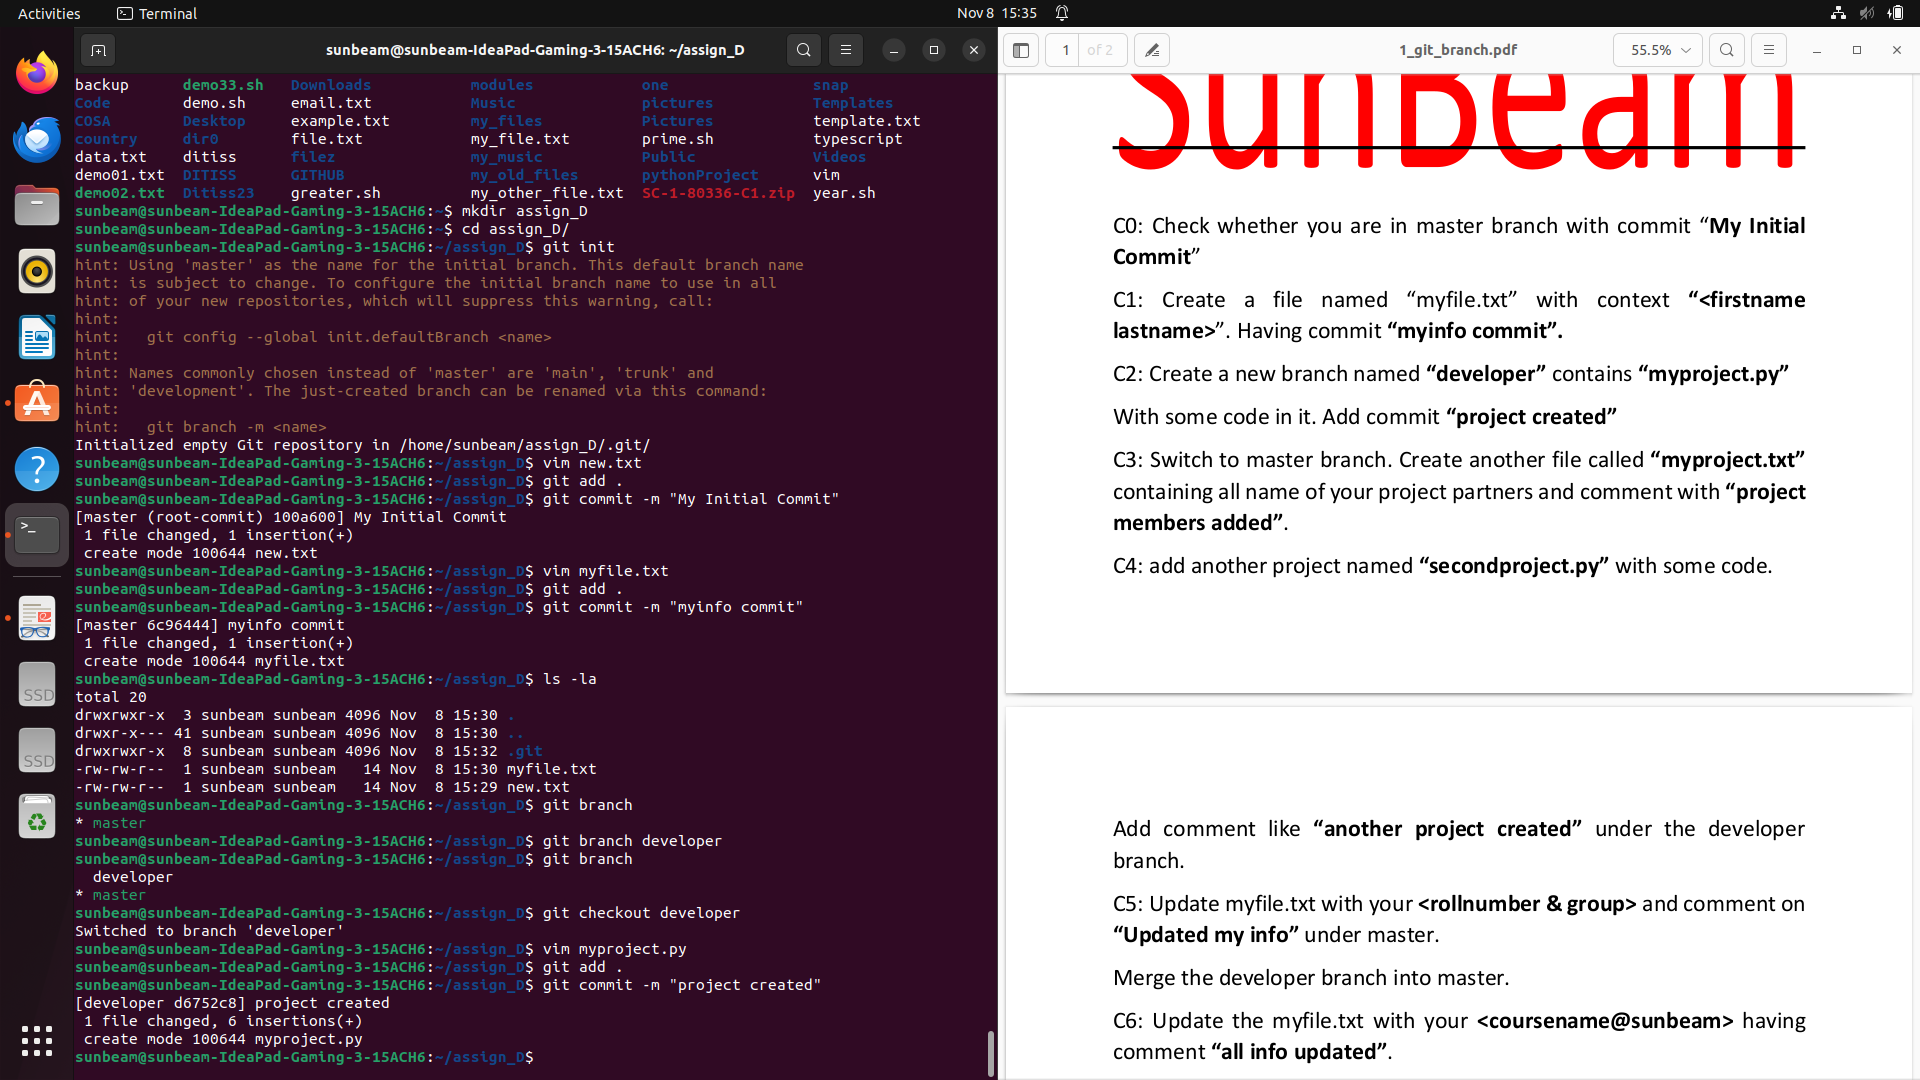 Activities
Terminal
Nov 8 15:35
sunbeam@sunbeam-IdeaPad-Gaming-3-15ACH6: ~/assign_D
backup demo33.sh Downloads modules one snap
Code demo.sh email.txt Music pictures Templates
COSA Desktop example.txt my_files Pictures template.txt
country dir0 file.txt my_file.txt prime.sh typescript
data.txt ditiss filez my_music Public Videos
demo01.txt DITISS GITHUB my_old_files pythonProject vim
demo02.txt Ditiss23 greater.sh my_other_file.txt SC-1-80336-C1.zip year.sh
sunbeam@sunbeam-IdeaPad-Gaming-3-15ACH6:~$ mkdir assign_D
sunbeam@sunbeam-IdeaPad-Gaming-3-15ACH6:~$ cd assign_D/
sunbeam@sunbeam-IdeaPad-Gaming-3-15ACH6:~/assign_D$ git init
hint: Using 'master' as the name for the initial branch. This default branch name
hint: is subject to change. To configure the initial branch name to use in all
hint: of your new repositories, which will suppress this warning, call:
hint:
hint:   git config --global init.defaultBranch <name>
hint:
hint: Names commonly chosen instead of 'master' are 'main', 'trunk' and
hint: 'development'. The just-created branch can be renamed via this command:
hint:
hint:   git branch -m <name>
Initialized empty Git repository in /home/sunbeam/assign_D/.git/
sunbeam@sunbeam-IdeaPad-Gaming-3-15ACH6:~/assign_D$ vim new.txt
sunbeam@sunbeam-IdeaPad-Gaming-3-15ACH6:~/assign_D$ git add .
sunbeam@sunbeam-IdeaPad-Gaming-3-15ACH6:~/assign_D$ git commit -m "My Initial Commit"
[master (root-commit) 100a600] My Initial Commit
 1 file changed, 1 insertion(+)
 create mode 100644 new.txt
sunbeam@sunbeam-IdeaPad-Gaming-3-15ACH6:~/assign_D$ vim myfile.txt
sunbeam@sunbeam-IdeaPad-Gaming-3-15ACH6:~/assign_D$ git add .
sunbeam@sunbeam-IdeaPad-Gaming-3-15ACH6:~/assign_D$ git commit -m "myinfo commit"
[master 6c96444] myinfo commit
 1 file changed, 1 insertion(+)
 create mode 100644 myfile.txt
sunbeam@sunbeam-IdeaPad-Gaming-3-15ACH6:~/assign_D$ ls -la
total 20
drwxrwxr-x  3 sunbeam sunbeam 4096 Nov  8 15:30 .
drwxr-x--- 41 sunbeam sunbeam 4096 Nov  8 15:30 ..
drwxrwxr-x  8 sunbeam sunbeam 4096 Nov  8 15:32 .git
-rw-rw-r--  1 sunbeam sunbeam   14 Nov  8 15:30 myfile.txt
-rw-rw-r--  1 sunbeam sunbeam   14 Nov  8 15:29 new.txt
sunbeam@sunbeam-IdeaPad-Gaming-3-15ACH6:~/assign_D$ git branch
* master
sunbeam@sunbeam-IdeaPad-Gaming-3-15ACH6:~/assign_D$ git branch developer
sunbeam@sunbeam-IdeaPad-Gaming-3-15ACH6:~/assign_D$ git branch
  developer
* master
sunbeam@sunbeam-IdeaPad-Gaming-3-15ACH6:~/assign_D$ git checkout developer
Switched to branch 'developer'
sunbeam@sunbeam-IdeaPad-Gaming-3-15ACH6:~/assign_D$ vim myproject.py
sunbeam@sunbeam-IdeaPad-Gaming-3-15ACH6:~/assign_D$ git add .
sunbeam@sunbeam-IdeaPad-Gaming-3-15ACH6:~/assign_D$ git commit -m "project created"
[developer d6752c8] project created
 1 file changed, 6 insertions(+)
 create mode 100644 myproject.py
sunbeam@sunbeam-IdeaPad-Gaming-3-15ACH6:~/assign_D$
SSD
SSD
1 of 2
1_git_branch.pdf
55.5%
SunBeam
C0: Check whether you are in master branch with commit “My Initial
Commit”
C1: Create a file named “myfile.txt” with context “<firstname
lastname>”. Having commit “myinfo commit”.
C2: Create a new branch named “developer” contains “myproject.py”
With some code in it. Add commit “project created”
C3: Switch to master branch. Create another file called “myproject.txt”
containing all name of your project partners and comment with “project
members added”.
C4: add another project named “secondproject.py” with some code.
Add comment like “another project created” under the developer
branch.
C5: Update myfile.txt with your <rollnumber & group> and comment on
“Updated my info” under master.
Merge the developer branch into master.
C6: Update the myfile.txt with your <coursename@sunbeam> having
comment “all info updated”.